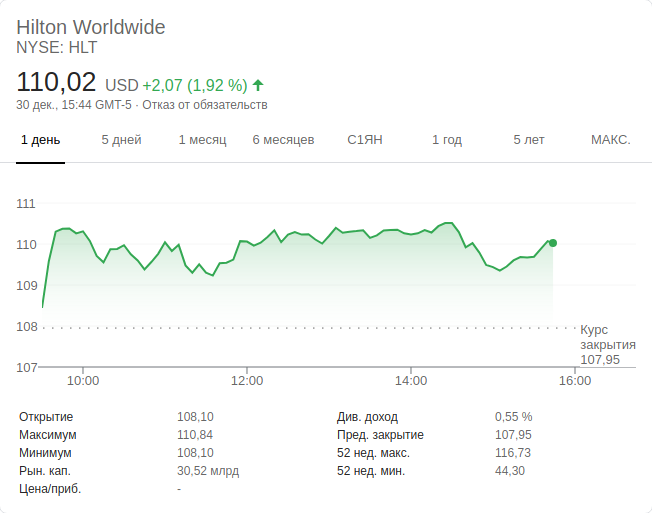 Hilton Worldwide
NYSE: HLT
110,02 USD +2,07 (1,92 %)
30 дек., 15:44 GMT-5 · Отказ от обязательств
1 день 5 дней 1 месяц 6 месяцев С1ЯН 1 год 5 лет МАКС.
111
110
109
108
107
Курс
закрытия
107,95
10:00 12:00 14:00 16:00
Открытие 108,10 Див. доход 0,55 %
Максимум 110,84 Пред. закрытие 107,95
Минимум 108,10 52 нед. макс. 116,73
Рын. кап. 30,52 млрд 52 нед. мин. 44,30
Цена/приб. -